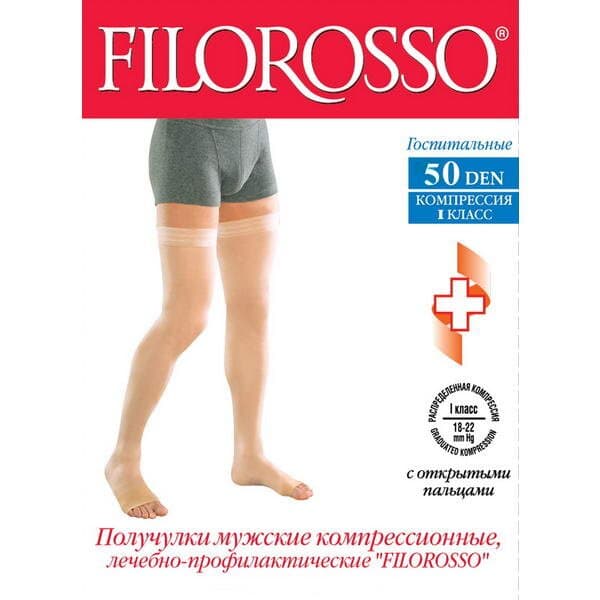 FILOROSSO®
Госпитальные
50 DEN
КОМПРЕССИЯ
I КЛАСС
РАСПРЕДЕЛЕННАЯ КОМПРЕССИЯ
I класс
18-22
mm Hg
GRADUATED KOMPRESSION
с открытыми
пальцами
Получулки мужские компрессионные,
лечебно-профилактические "FILOROSSO"